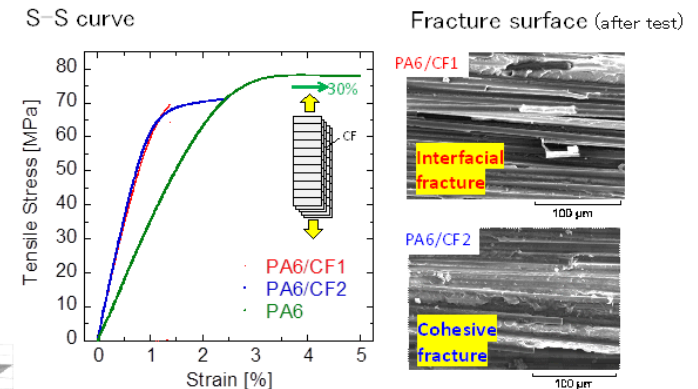 S-S curve
Fracture surface (after test)
Tensile Stress [MPa]
80
70
60
50
40
30
20
10
0
30%
CF
PA6/CF1
PA6/CF2
PA6
0
1
2
3
4
5
Strain [%]
PA6/CF1
Interfacial
fracture
100 μm
PA6/CF2
Cohesive
fracture
100 μm